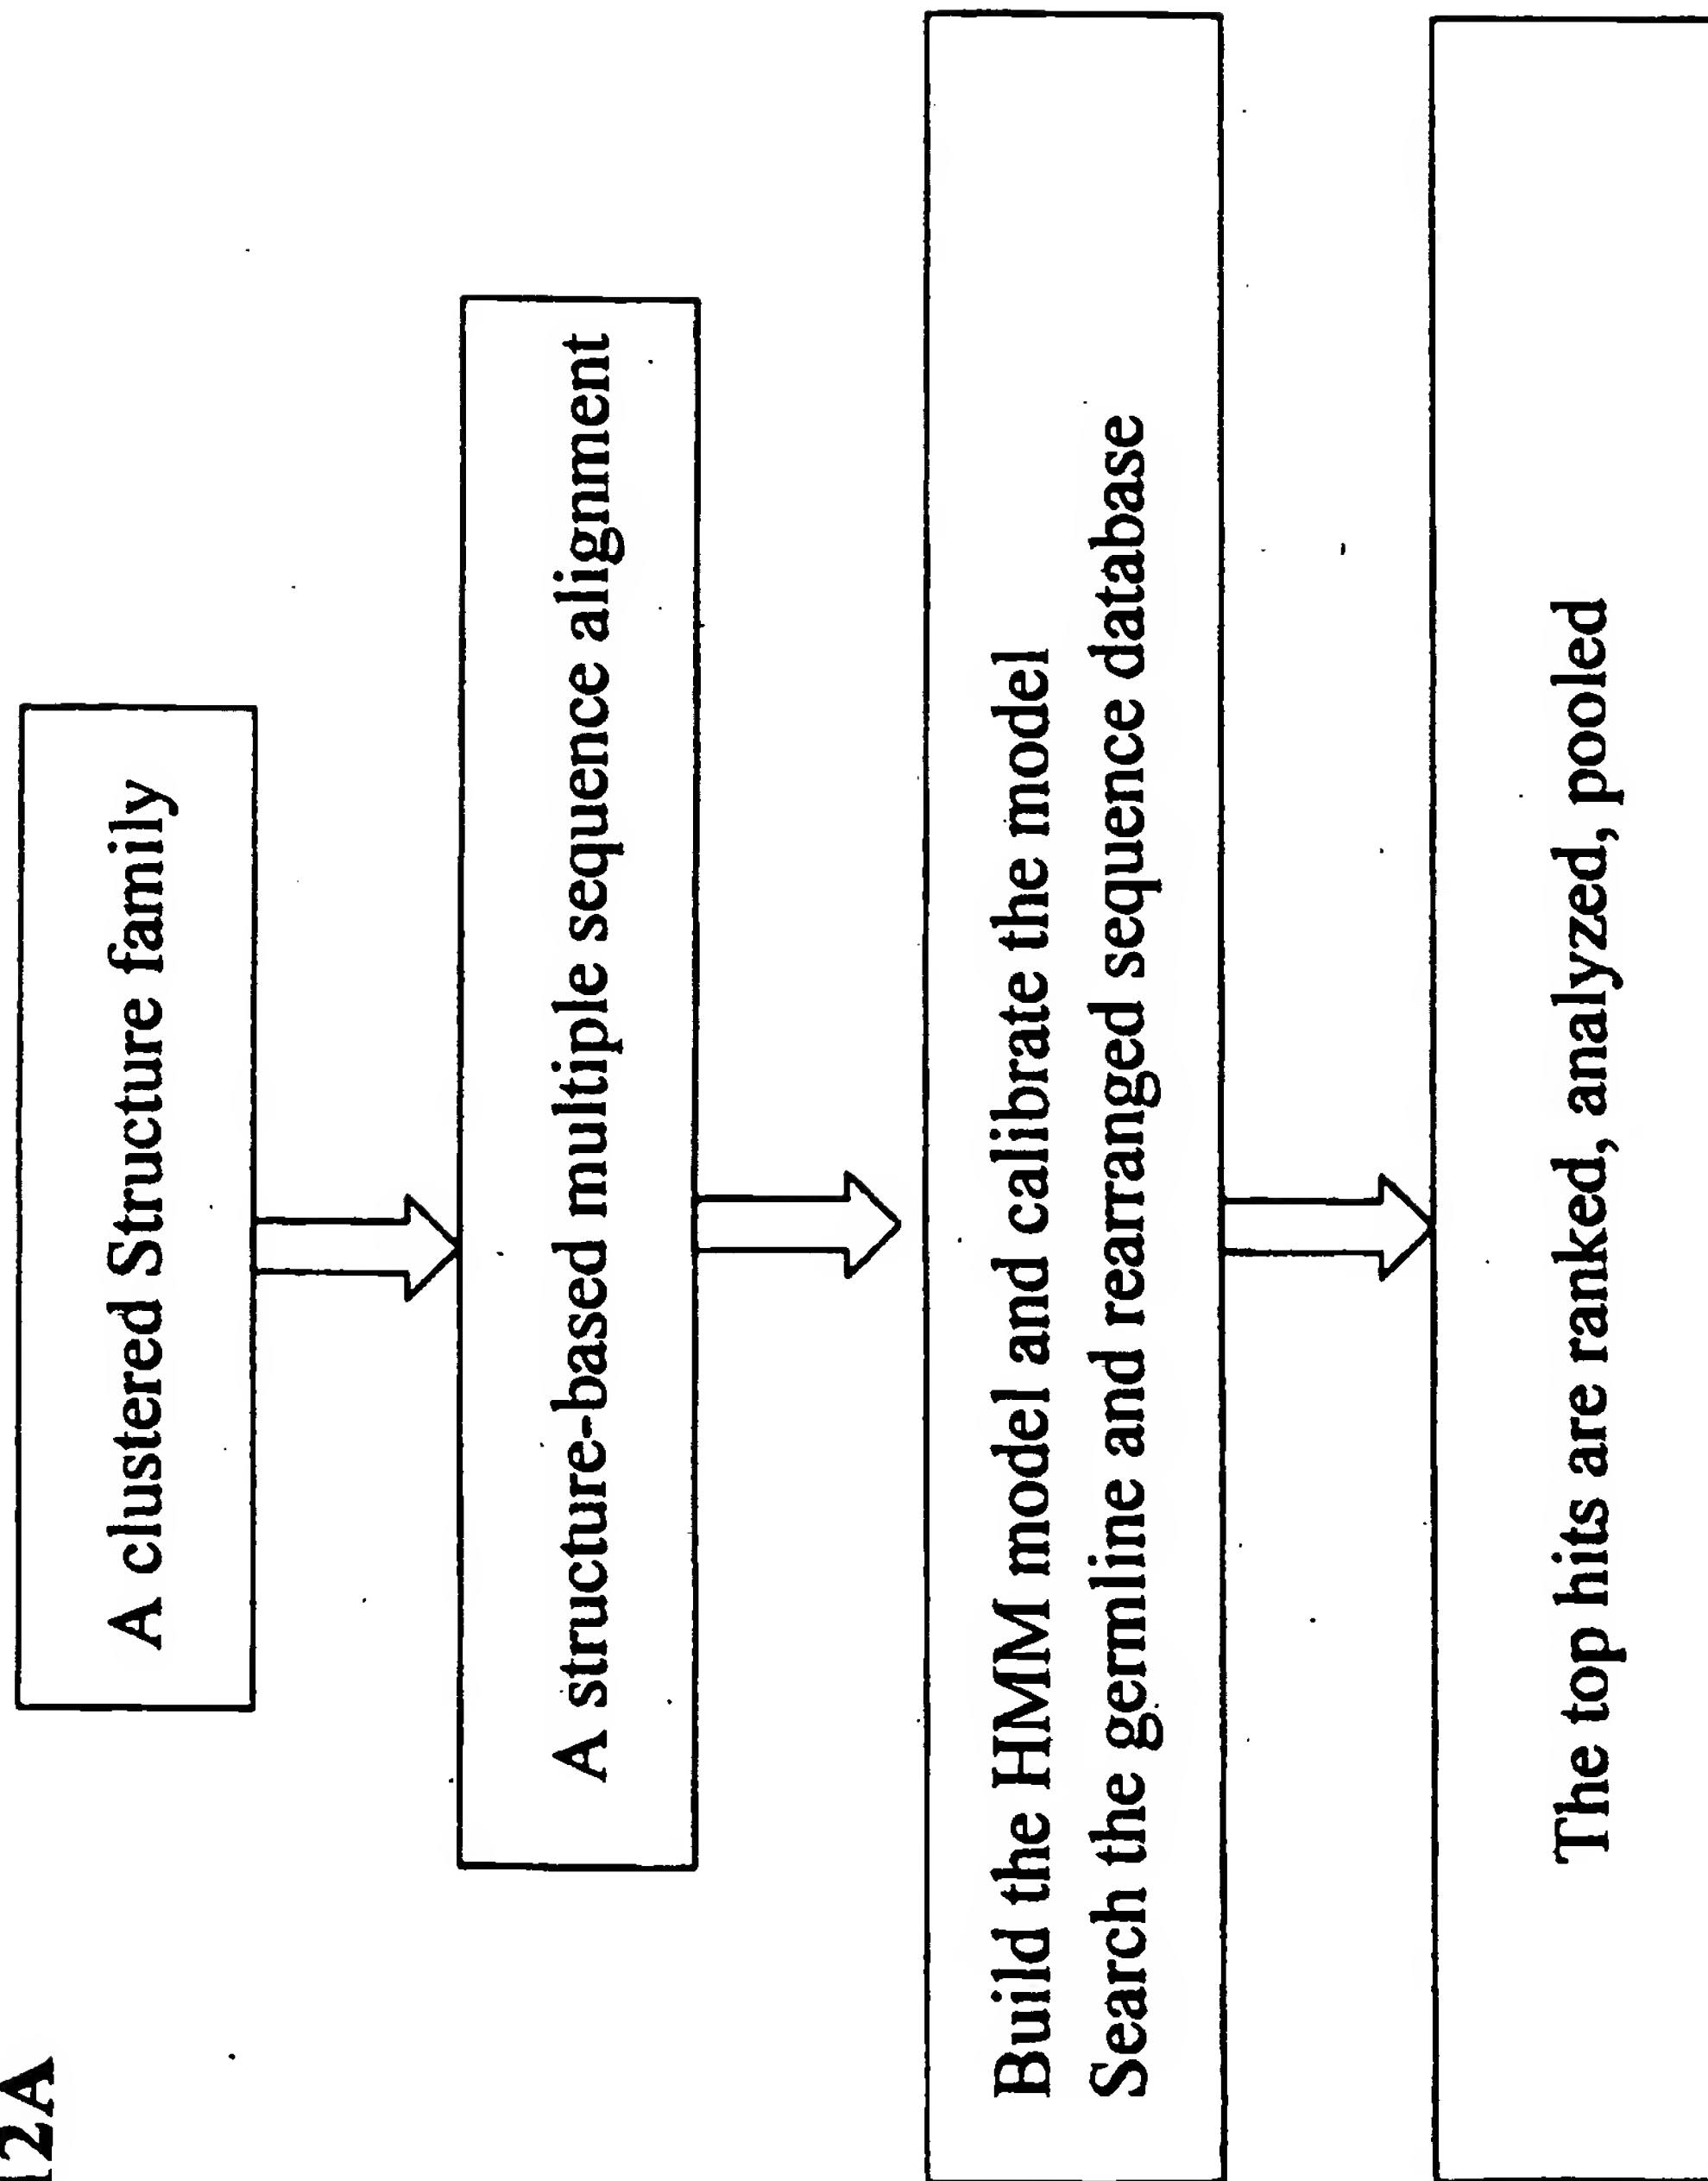 12A
A clustered Structure family
A structure-based multiple sequence alignment
Build the HMM model and calibrate the model
Search the germline and rearranged sequence database
The top hits are ranked, analyzed, pooled